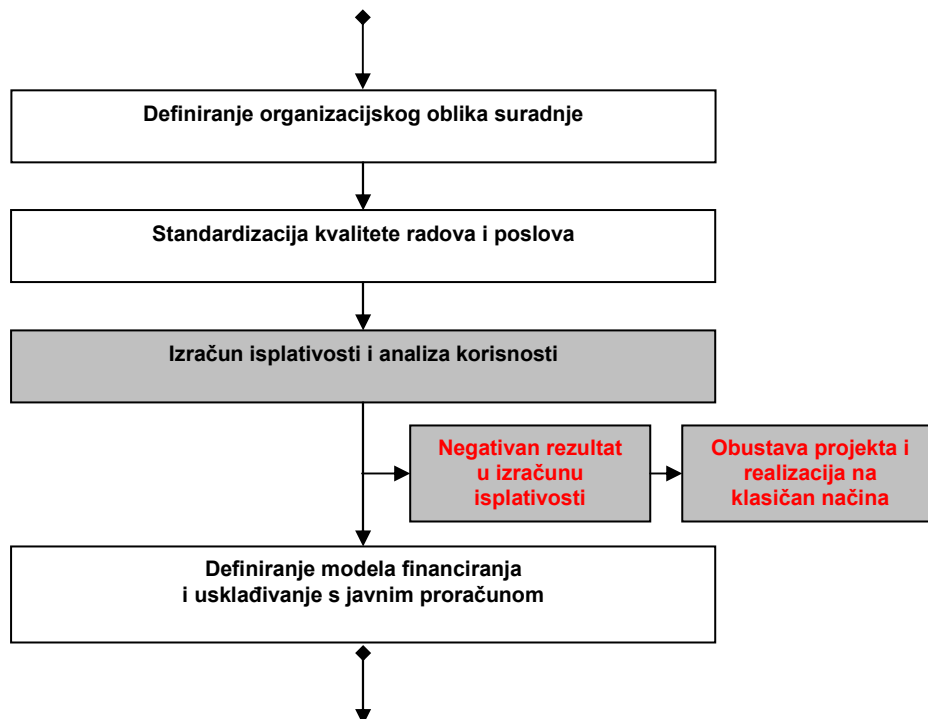 Definiranje organizacijskog oblika suradnje
Standardizacija kvalitete radova i poslova
Izračun isplativosti i analiza korisnosti
Negativan rezultat
u izračunu
isplativosti
Obustava projekta i
realizacija na
klasičan načina
Definiranje modela financiranja
i usklađivanje s javnim proračunom